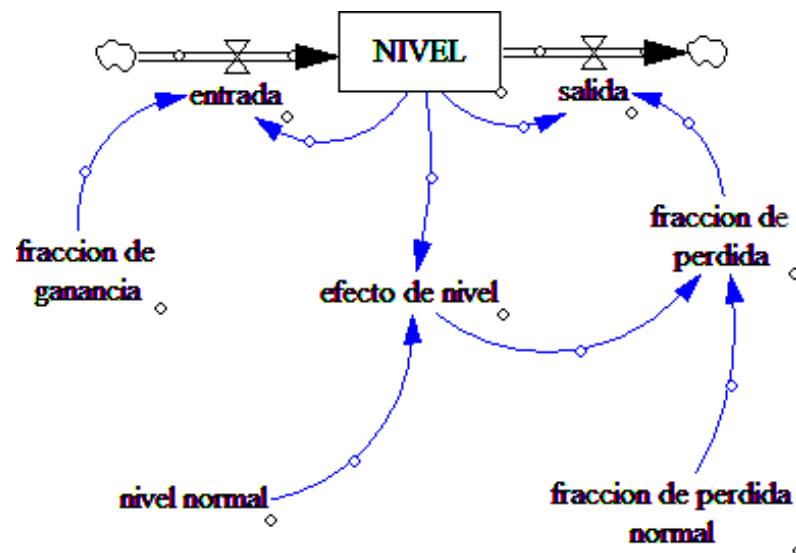 NIVEL
entrada
salida
fraccion de
ganancia
efecto de nivel
fraccion de
perdida
nivel normal
fraccion de perdida
normal